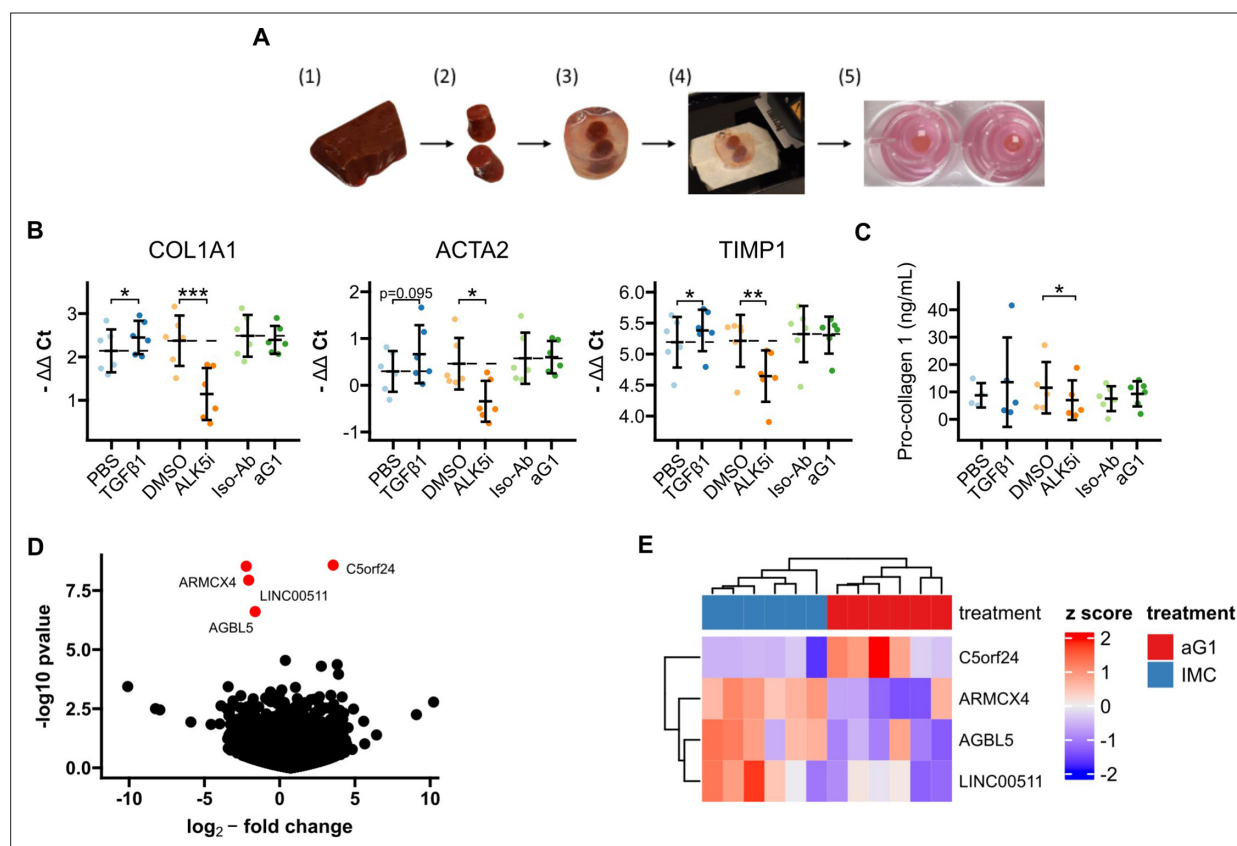 A
(1) (2) (3) (4) (5)
B
COL1A1
- ΔΔ Ct
3
2
1
*
***
PBS
TGFβ1
DMSO
ALK5i
Iso-Ab
aG1
ACTA2
- ΔΔ Ct
2
1
0
-1
p=0.095
*
PBS
TGFβ1
DMSO
ALK5i
Iso-Ab
aG1
TIMP1
- ΔΔ Ct
6.0
5.5
5.0
4.5
4.0
*
**
PBS
TGFβ1
DMSO
ALK5i
Iso-Ab
aG1
C
Pro-collagen 1 (ng/mL)
40
30
20
10
0
*
PBS
TGFβ1
DMSO
ALK5i
Iso-Ab
aG1
D
-log10 pvalue
7.5
5.0
2.5
0.0
ARMCX4
C5orf24
LINC00511
AGBL5
-10 -5 0 5 10
log₂ – fold change
E
treatment
C5orf24
ARMCX4
AGBL5
LINC00511
z score
2
1
0
-1
-2
treatment
aG1
IMC